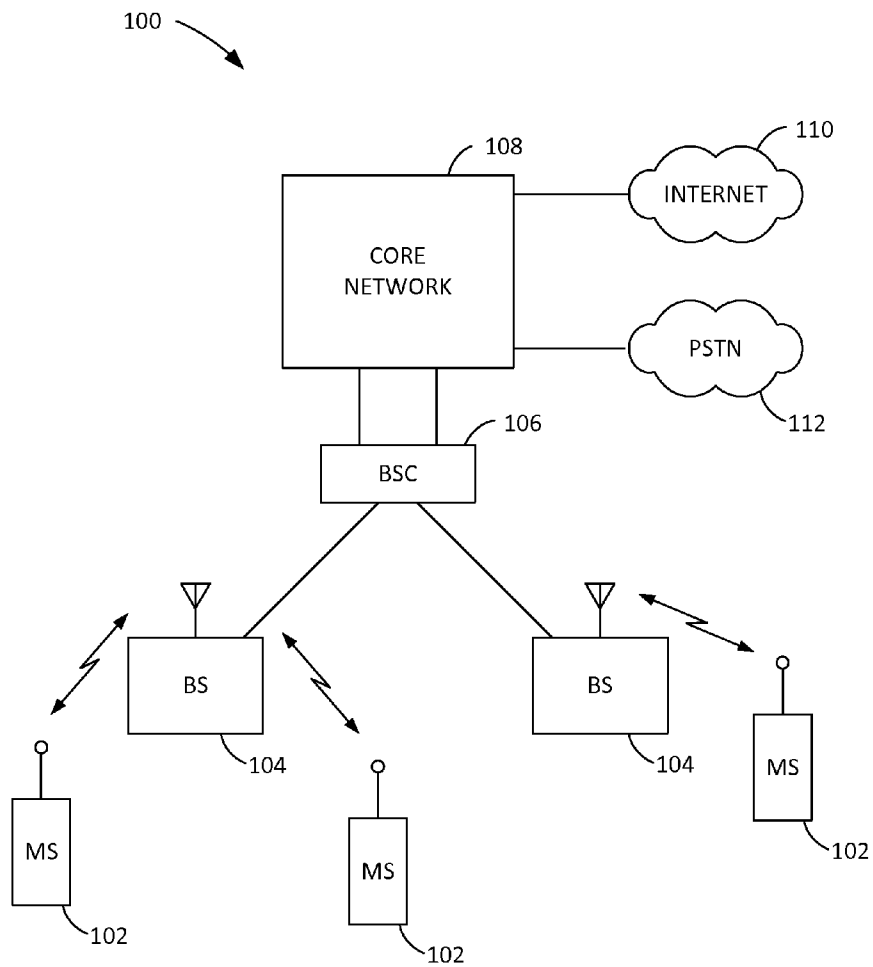 100
108
110
INTERNET
CORE
NETWORK
PSTN
112
106
BSC
BS
BS
104
104
MS
102
MS
102
MS
102